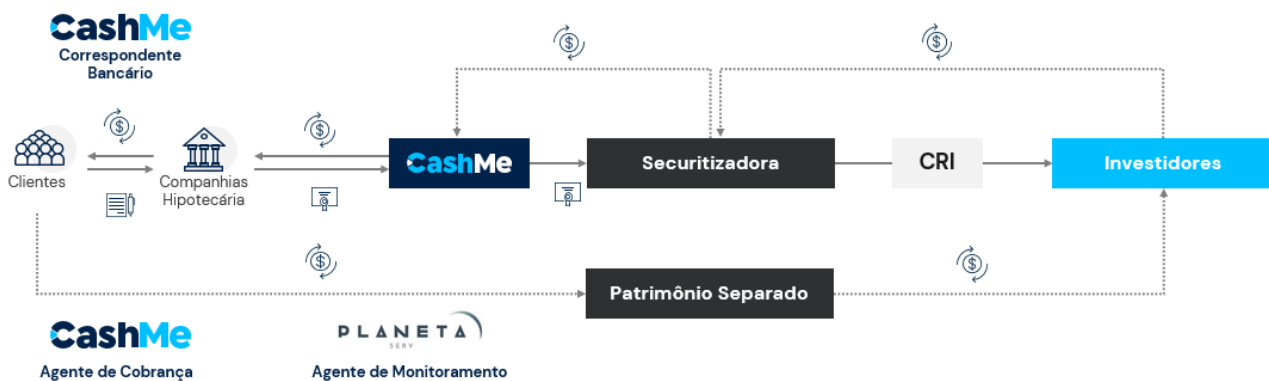 CashMe
Correspondente
Bancário
Clientes
Companhias
Hipotecária
CashMe
Securitizadora
CRI
Investidores
Patrimônio Separado
CashMe
Agente de Cobrança
PLANETA
SERV
Agente de Monitoramento